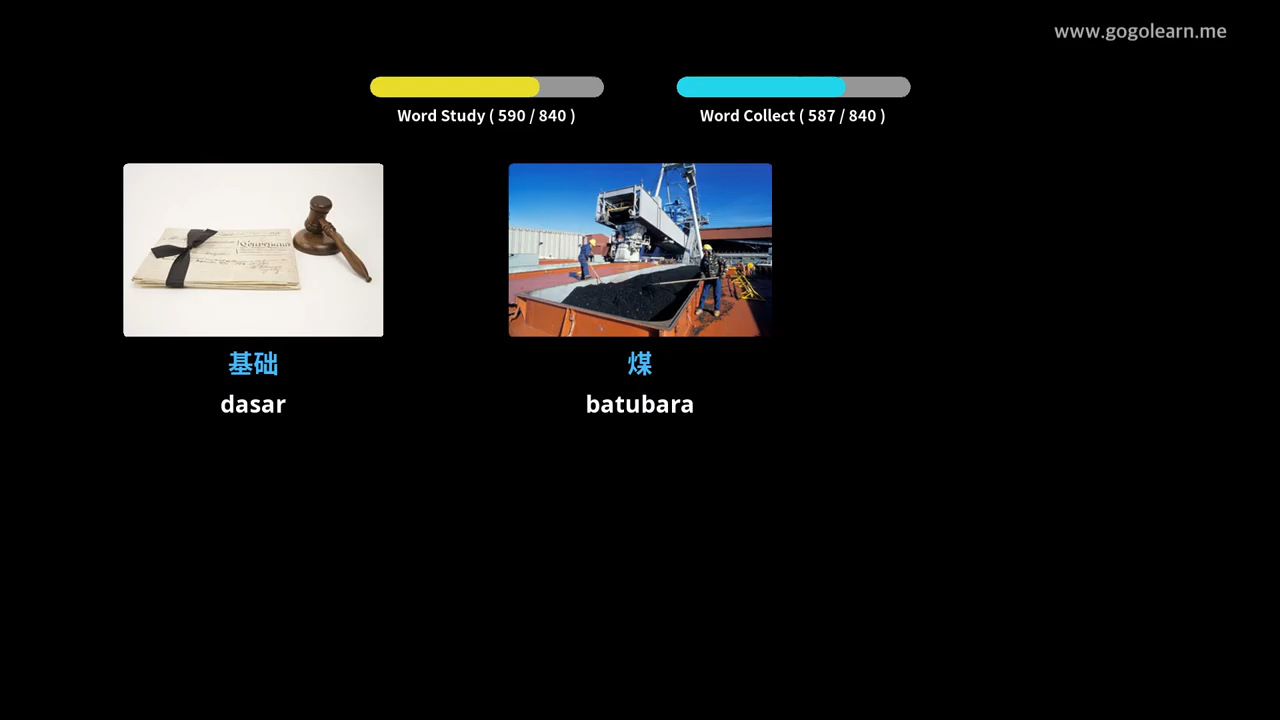 www.gogolearn.me
Word Study ( 590 / 840 )
Word Collect ( 587 / 840 )
基础
dasar
煤
batubara